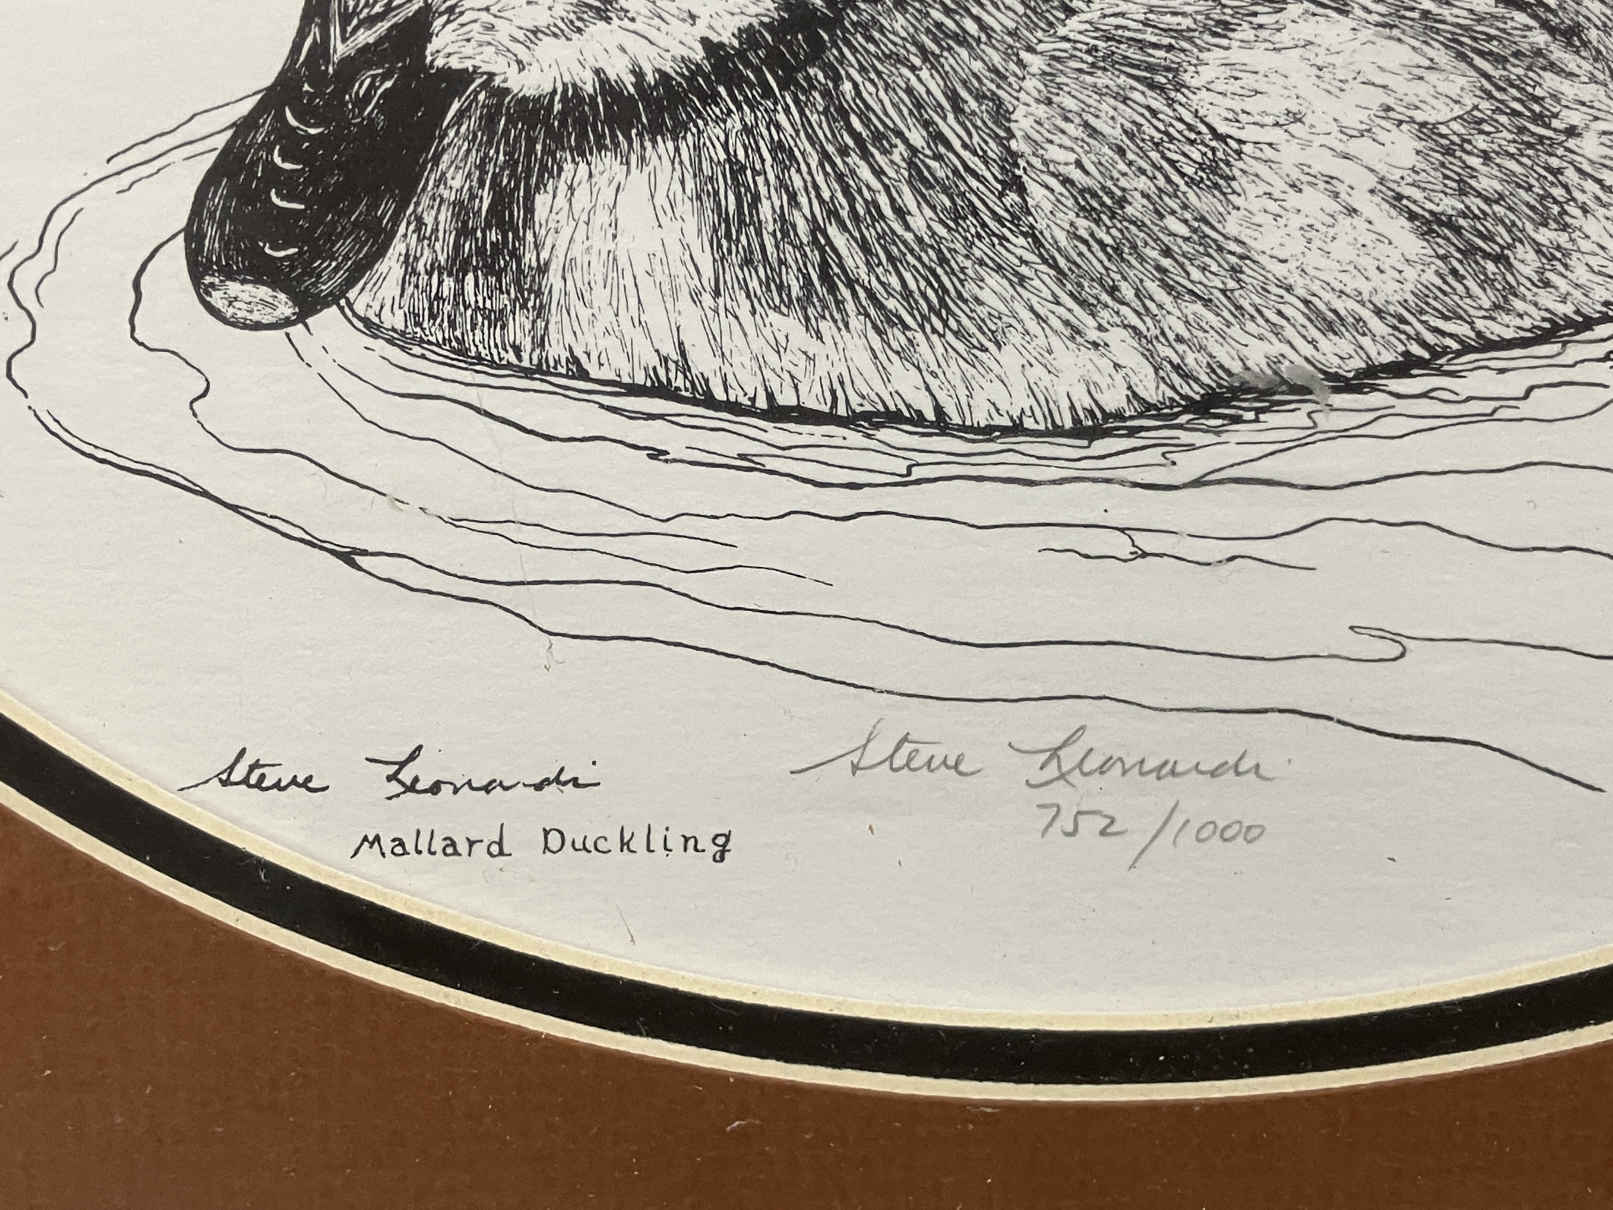 Steve Leonardi
Mallard Duckling
Steve Leonardi
752/1000